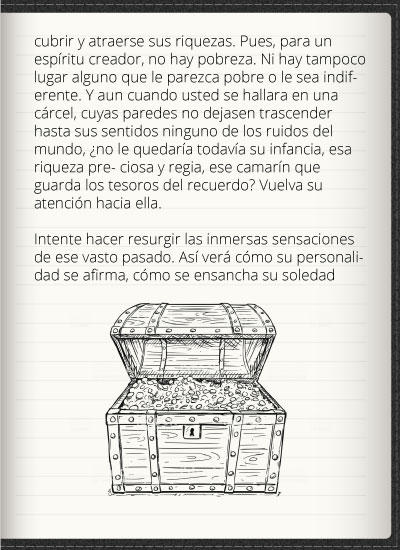 cubrir y atraerse sus riquezas. Pues, para un
espíritu creador, no hay pobreza. Ni hay tampoco
lugar alguno que le parezca pobre o le sea indif-
erente. Y aun cuando usted se hallara en una
cárcel, cuyas paredes no dejasen trascender
hasta sus sentidos ninguno de los ruidos del
mundo, ¿no le quedaría todavía su infancia, esa
riqueza pre- ciosa y regia, ese camarín que
guarda los tesoros del recuerdo? Vuelva su
atención hacia ella.

Intente hacer resurgir las inmersas sensaciones
de ese vasto pasado. Así verá cómo su personali-
dad se afirma, cómo se ensancha su soledad